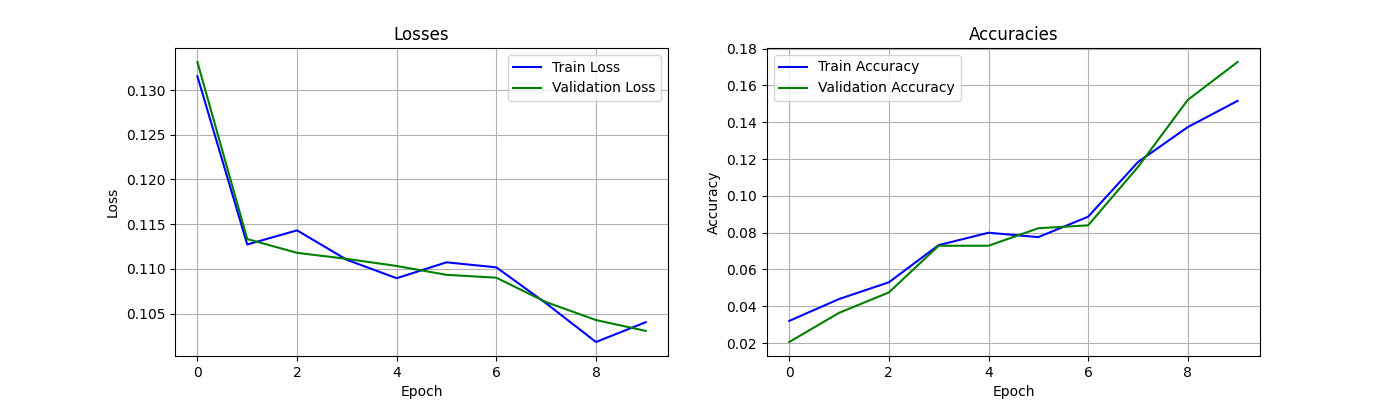 Losses
Train Loss
Validation Loss
0.130
0.125
0.120
0.115
0.110
0.105
Loss
0 2 4 6 8
Epoch
Accuracies
Train Accuracy
Validation Accuracy
0.18
0.16
0.14
0.12
0.10
0.08
0.06
0.04
0.02
Accuracy
0 2 4 6 8
Epoch